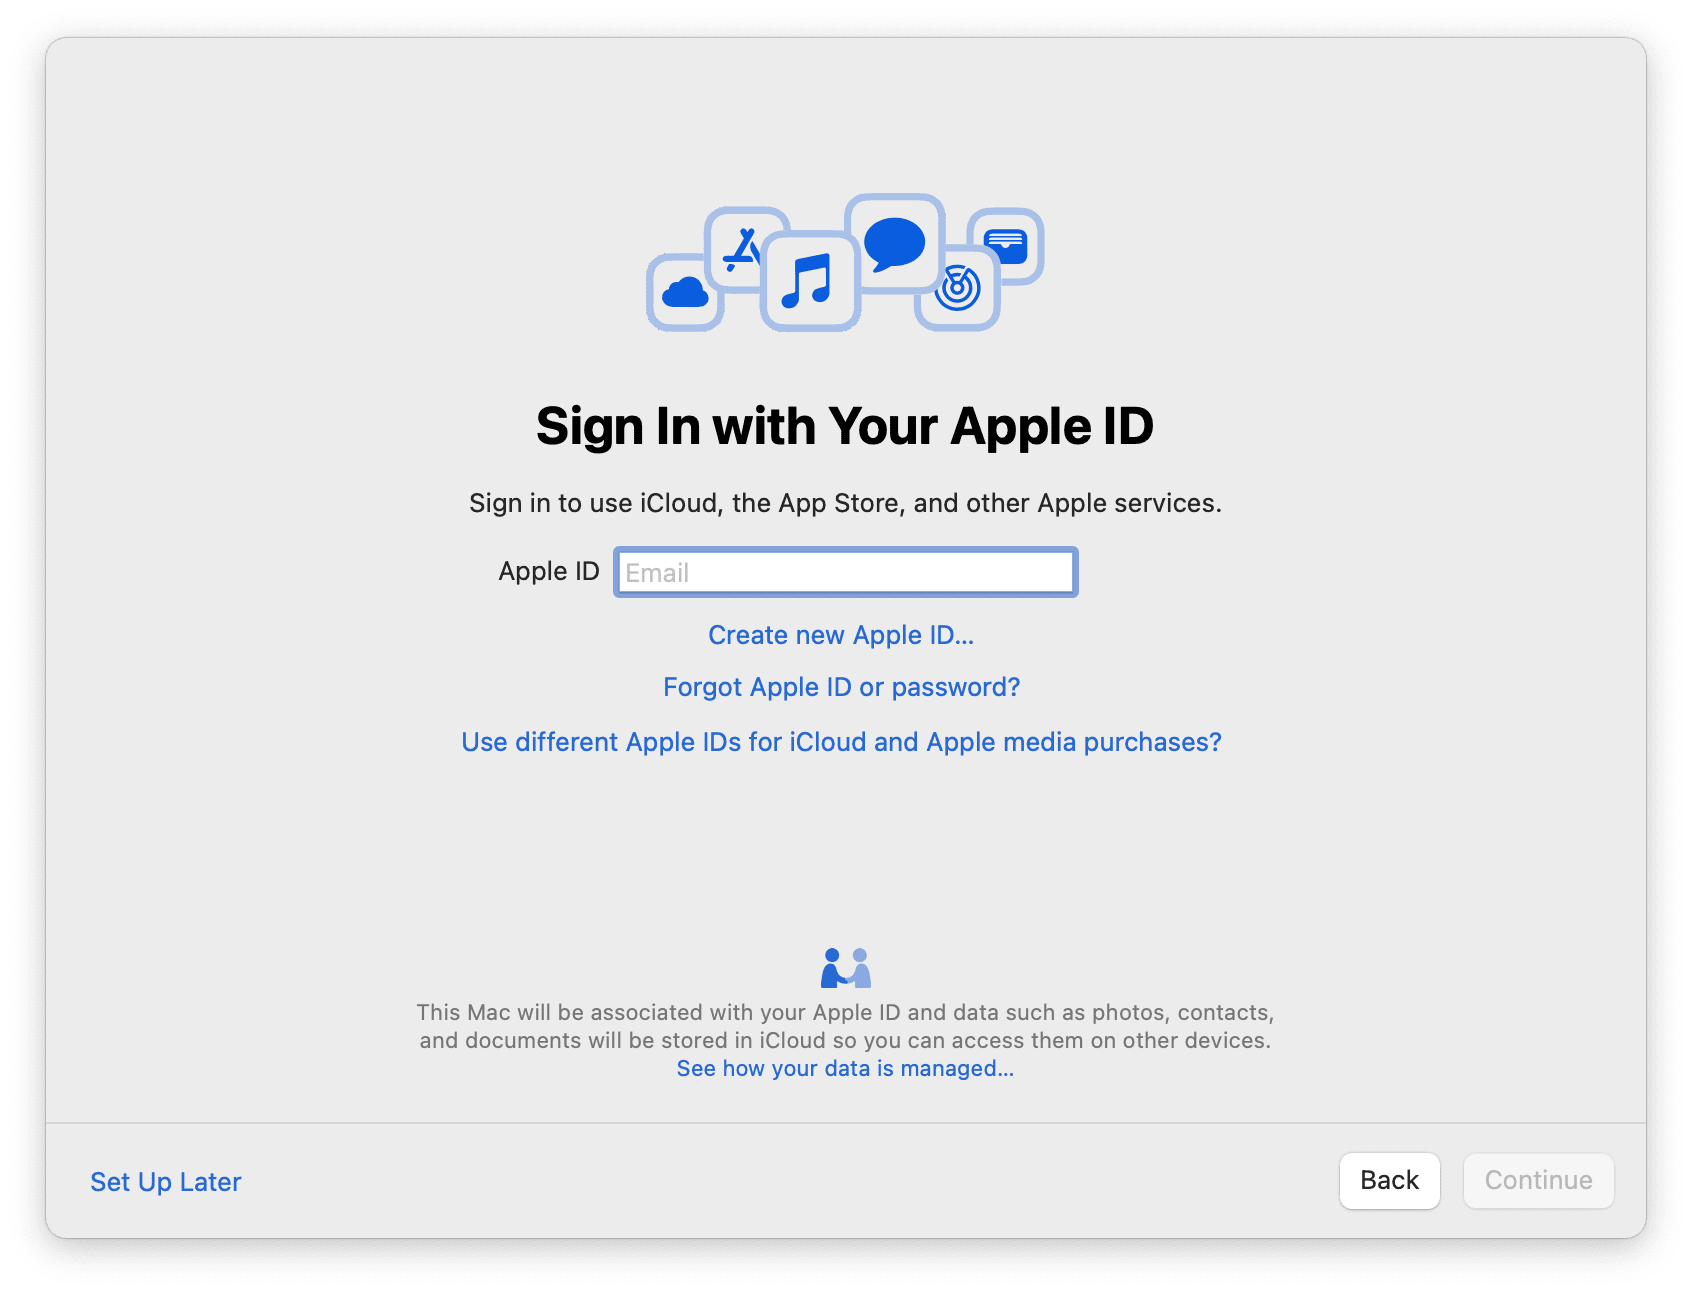 Sign In with Your Apple ID
Sign in to use iCloud, the App Store, and other Apple services.
Apple ID Email
Create new Apple ID...
Forgot Apple ID or password?
Use different Apple IDs for iCloud and Apple media purchases?
This Mac will be associated with your Apple ID and data such as photos, contacts,
and documents will be stored in iCloud so you can access them on other devices.
See how your data is managed...
Set Up Later Back Continue